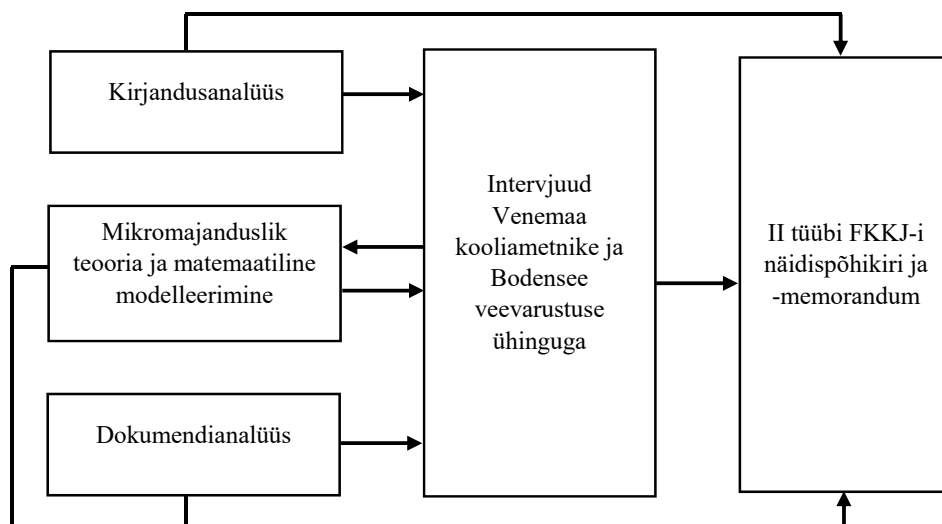 Kirjandusanalüüs
Mikromajanduslik
teooria ja matemaatiline
modelleerimine
Dokumendianalüüs
Intervjuud
Venemaa
kooliametnike ja
Bodensee
veevarustuse
ühinguga
II tüübi FKKJ-i
näidispõhikiri ja
-memorandum